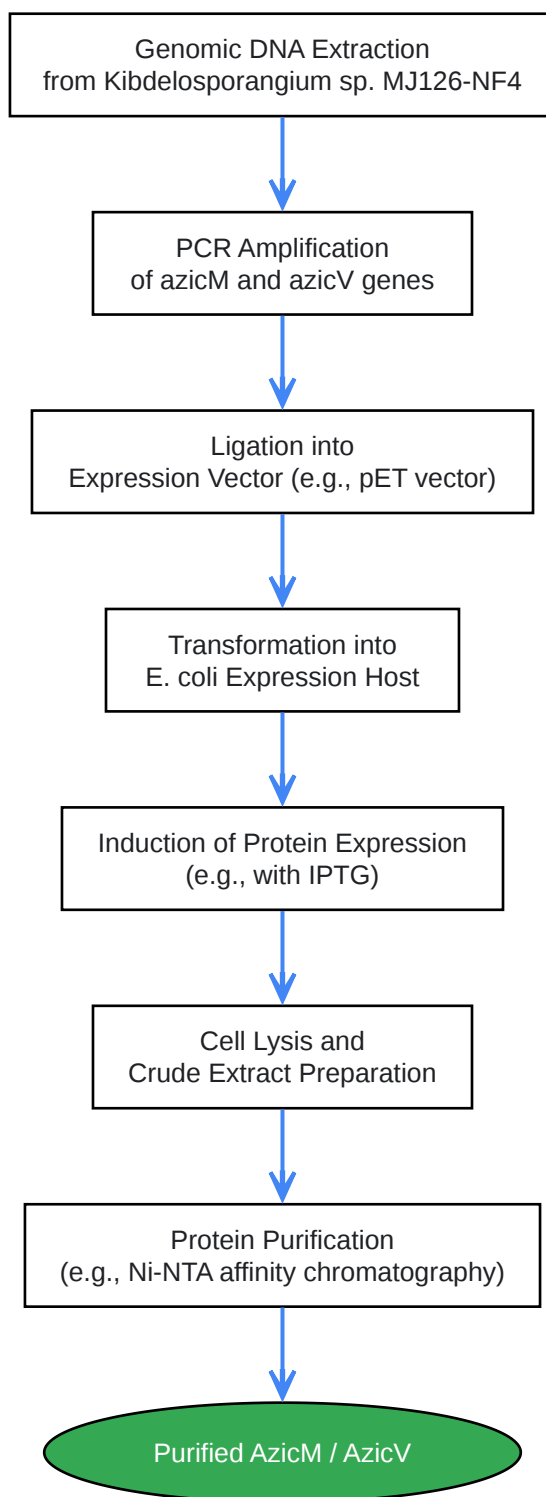 Genomic DNA Extraction
from Kibdelosporangium sp. MJ126-NF4
PCR Amplification
of azicM and azicV genes
Ligation into
Expression Vector (e.g., pET vector)
Transformation into
E. coli Expression Host
Induction of Protein Expression
(e.g., with IPTG)
Cell Lysis and
Crude Extract Preparation
Protein Purification
(e.g., Ni-NTA affinity chromatography)
Purified AzicM / AzicV